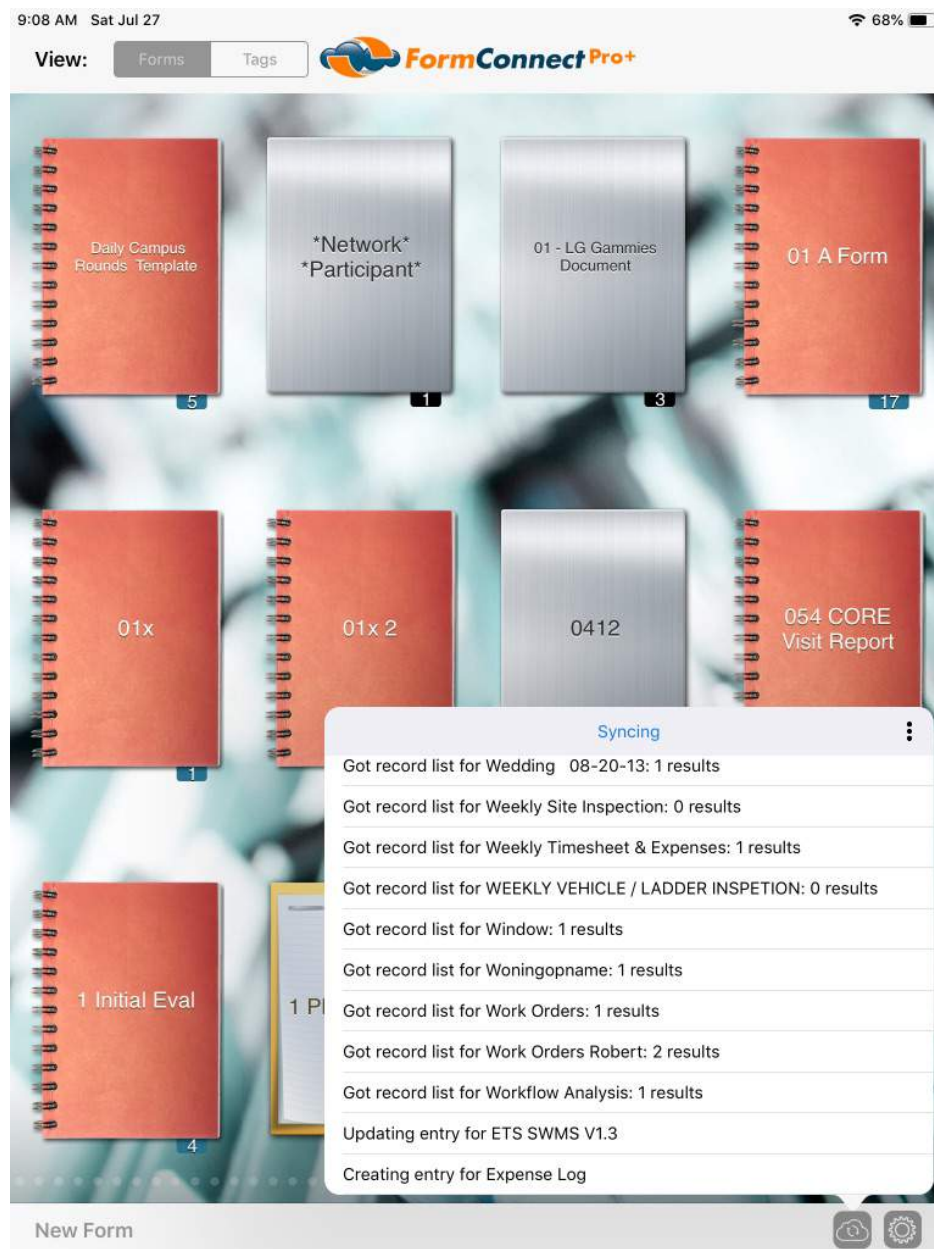 9:08 AM Sat Jul 27
68%
View:
Forms
Tags
FormConnect Pro+
Daily Campus
Rounds Template
5
*Network*
*Participant*
1
01 - LG Gammies
Document
3
01 A Form
17
01x
1
01x 2
0412
054 CORE
Visit Report
1 Initial Eval
4
Syncing
Got record list for Wedding 08-20-13: 1 results
Got record list for Weekly Site Inspection: 0 results
Got record list for Weekly Timesheet & Expenses: 1 results
Got record list for WEEKLY VEHICLE / LADDER INSPETION: 0 results
Got record list for Window: 1 results
Got record list for Woningopname: 1 results
Got record list for Work Orders: 1 results
Got record list for Work Orders Robert: 2 results
Got record list for Workflow Analysis: 1 results
Updating entry for ETS SWMS V1.3
Creating entry for Expense Log
New Form